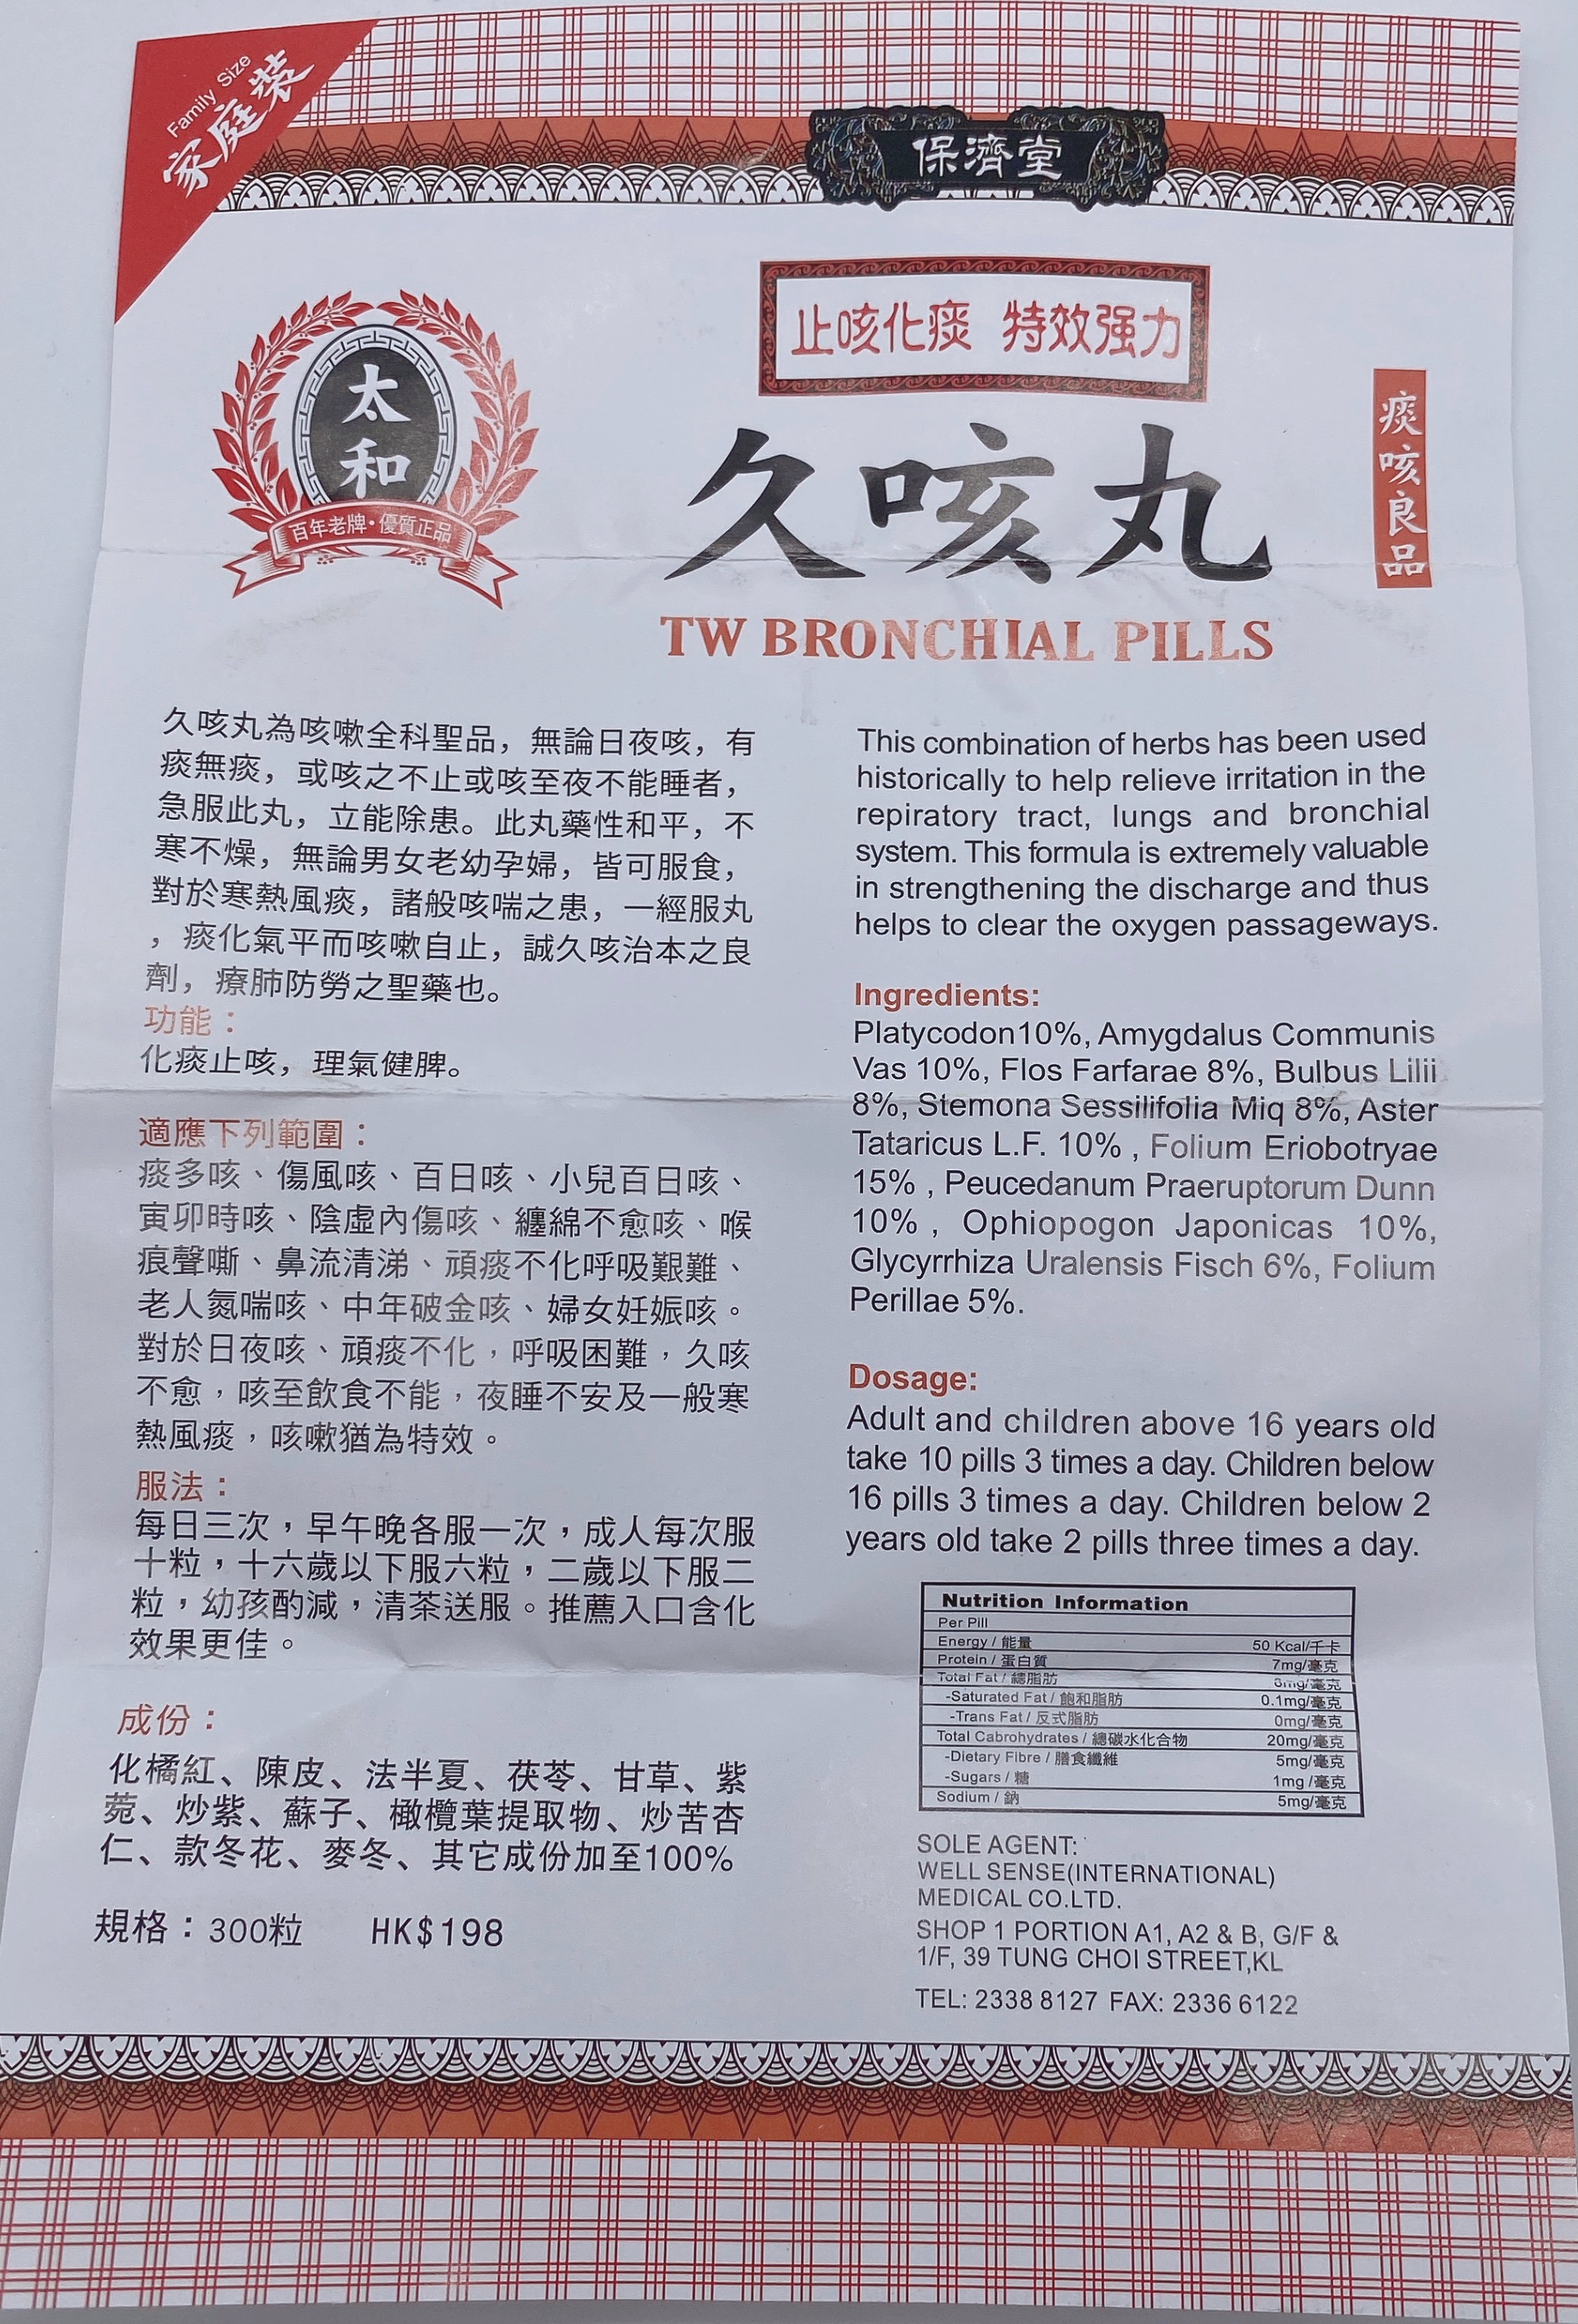 Family Size
家庭裝
保濟堂
止咳化痰 特效强力
太和
百年老牌·優質正品
久咳丸
痰咳良品
TW BRONCHIAL PILLS
久咳丸為咳嗽全科聖品，無論日夜咳，有
痰無痰，或咳之不止或咳至夜不能睡者，
急服此丸，立能除患。此丸藥性和平，不
寒不燥，無論男女老幼孕婦，皆可服食，
對於寒熱風痰，諸般咳喘之患，一經服丸
，痰化氣平而咳嗽自止，誠久咳治本之良
劑，療肺防勞之聖藥也。
功能：
化痰止咳，理氣健脾。
適應下列範圍：
痰多咳、傷風咳、百日咳、小兒百日咳、
寅卯時咳、陰虛內傷咳、纏綿不愈咳、喉
痕聲嘶、鼻流清涕、頑痰不化呼吸艱難、
老人氮喘咳、中年破金咳、婦女妊娠咳。
對於日夜咳、頑痰不化，呼吸困難，久咳
不愈，咳至飲食不能，夜睡不安及一般寒
熱風痰，咳嗽猶為特效。
服法：
每日三次，早午晚各服一次，成人每次服
十粒，十六歲以下服六粒，二歲以下服二
粒，幼孩酌減，清茶送服。推薦入口含化
效果更佳。
成份：
化橘紅、陳皮、法半夏、茯苓、甘草、紫
菀、炒紫、蘇子、橄欖葉提取物、炒苦杏
仁、款冬花、麥冬、其它成份加至100%
規格：300粒 HK$198
This combination of herbs has been used
historically to help relieve irritation in the
repiratory tract, lungs and bronchial
system. This formula is extremely valuable
in strengthening the discharge and thus
helps to clear the oxygen passageways.
Ingredients:
Platycodon10%, Amygdalus Communis
Vas 10%, Flos Farfarae 8%, Bulbus Lilii
8%, Stemona Sessilifolia Miq 8%, Aster
Tataricus L.F. 10% , Folium Eriobotryae
15% , Peucedanum Praeruptorum Dunn
10% , Ophiopogon Japonicas 10%,
Glycyrrhiza Uralensis Fisch 6%, Folium
Perillae 5%.
Dosage:
Adult and children above 16 years old
take 10 pills 3 times a day. Children below
16 pills 3 times a day. Children below 2
years old take 2 pills three times a day.
Nutrition Information
Per Pill
Energy / 能量 50 Kcal/千卡
Protein / 蛋白質 7mg/毫克
Total Fat / 總脂肪 mg/毫克
-Saturated Fat / 飽和脂肪 0.1mg/毫克
-Trans Fat / 反式脂肪 0mg/毫克
Total Cabrohydrates / 總碳水化合物 20mg/毫克
-Dietary Fibre / 膳食纖維 5mg/毫克
-Sugars / 糖 1mg /毫克
Sodium / 鈉 5mg/毫克
SOLE AGENT:
WELL SENSE(INTERNATIONAL)
MEDICAL CO.LTD.
SHOP 1 PORTION A1, A2 & B, G/F &
1/F, 39 TUNG CHOI STREET,KL
TEL: 2338 8127 FAX: 2336 6122